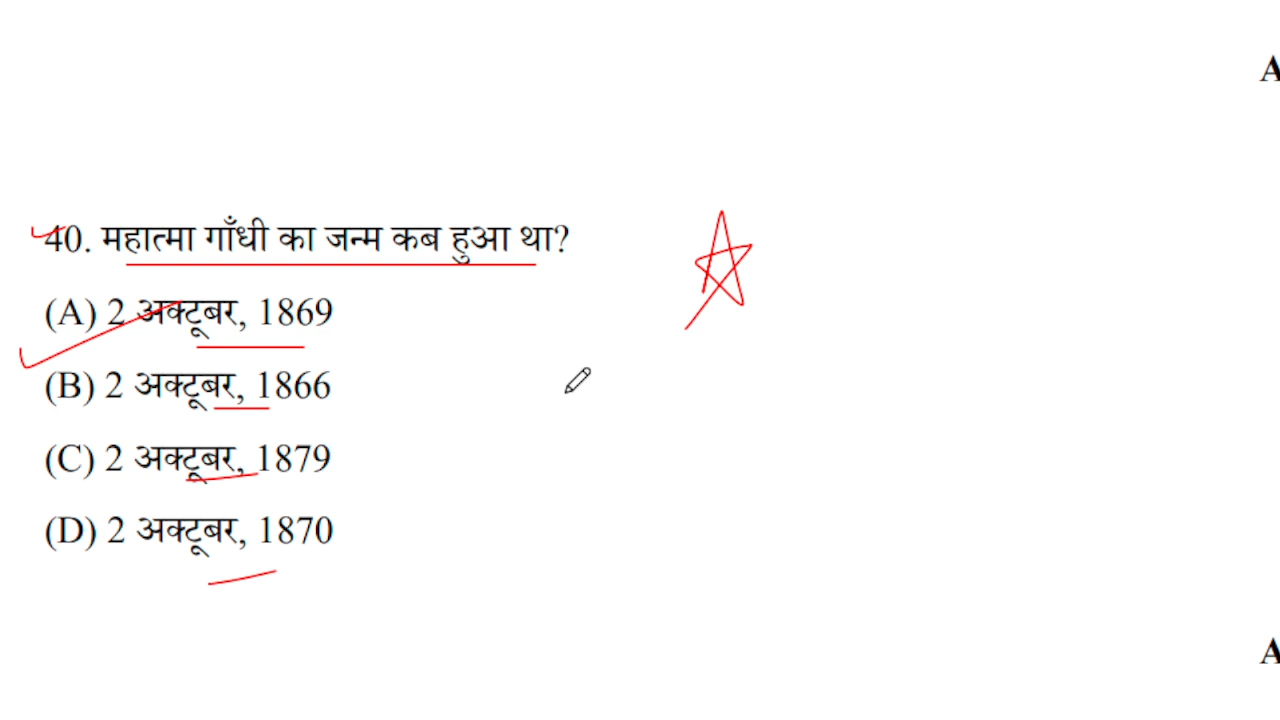 A
40. महात्मा गाँधी का जन्म कब हुआ था?
(A) 2 अक्टूबर, 1869
(B) 2 अक्टूबर, 1866
(C) 2 अक्टूबर, 1879
(D) 2 अक्टूबर, 1870
A